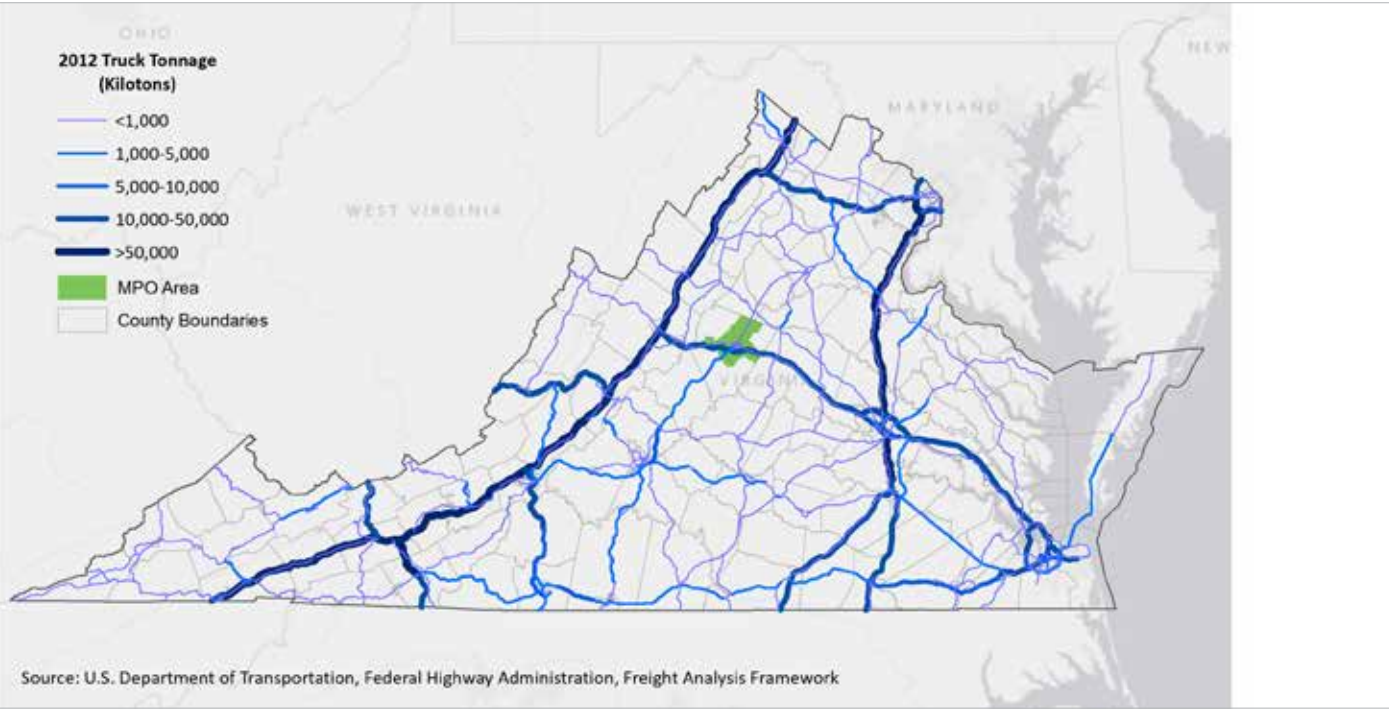 OHIO
2012 Truck Tonnage
(Kilotons)
<1,000
1,000-5,000
5,000-10,000
10,000-50,000
>50,000
MPO Area
County Boundaries
NEW
MARYLAND
WEST VIRGINIA
VIRGINIA
Source: U.S. Department of Transportation, Federal Highway Administration, Freight Analysis Framework